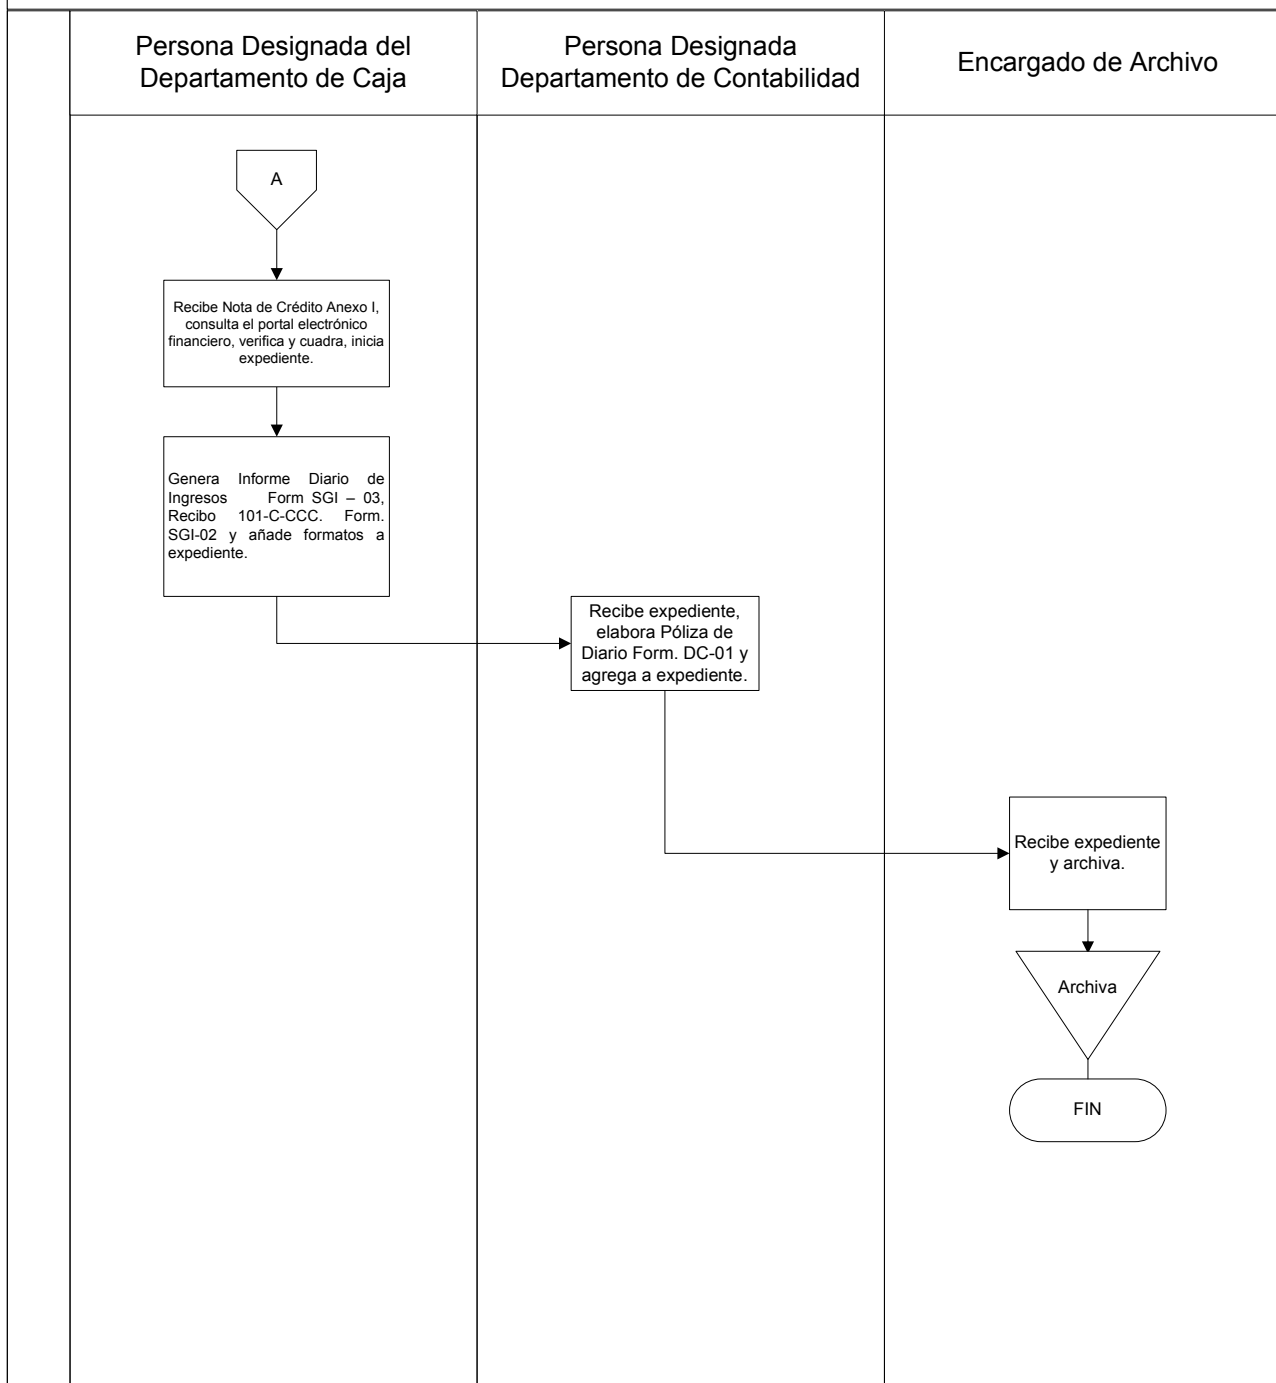 Persona Designada del
Departamento de Caja
Persona Designada
Departamento de Contabilidad
Encargado de Archivo
A
Recibe Nota de Crédito Anexo I,
consulta el portal electrónico
financiero, verifica y cuadra, inicia
expediente.
Genera Informe Diario de
Ingresos Form SGI – 03,
Recibo 101-C-CCC. Form.
SGI-02 y añade formatos a
expediente.
Recibe expediente,
elabora Póliza de
Diario Form. DC-01 y
agrega a expediente.
Recibe expediente
y archiva.
Archiva
FIN